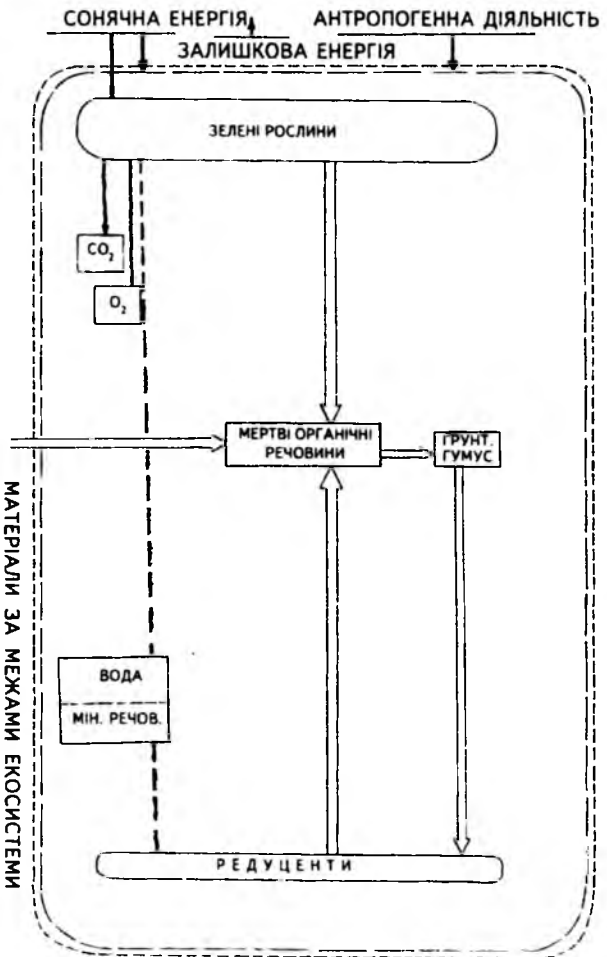 СОНЯЧНА ЕНЕРГІЯ
АНТРОПОГЕННА ДІЯЛЬНІСТЬ
ЗАЛИШКОВА ЕНЕРГІЯ
ЗЕЛЕНІ РОСЛИНИ
CO₂
O₂
МЕРТВІ ОРГАНІЧНІ
РЕЧОВИНИ
ҐРУНТ.
ГУМУС
МАТЕРІАЛИ ЗА МЕЖАМИ ЕКОСИСТЕМИ
ВОДА
МІН. РЕЧОВ.
РЕДУЦЕНТИ